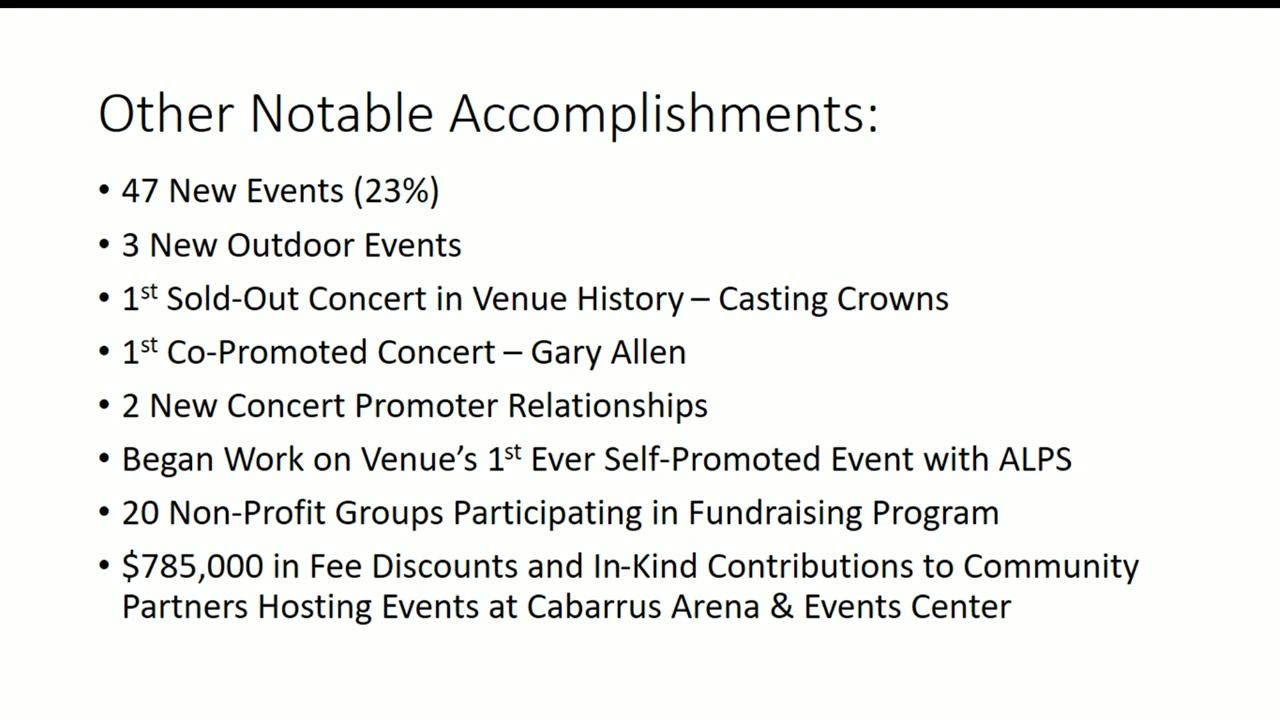 Other Notable Accomplishments:
• 47 New Events (23%)
• 3 New Outdoor Events
• 1st Sold-Out Concert in Venue History – Casting Crowns
• 1st Co-Promoted Concert – Gary Allen
• 2 New Concert Promoter Relationships
• Began Work on Venue’s 1st Ever Self-Promoted Event with ALPS
• 20 Non-Profit Groups Participating in Fundraising Program
• $785,000 in Fee Discounts and In-Kind Contributions to Community
Partners Hosting Events at Cabarrus Arena & Events Center